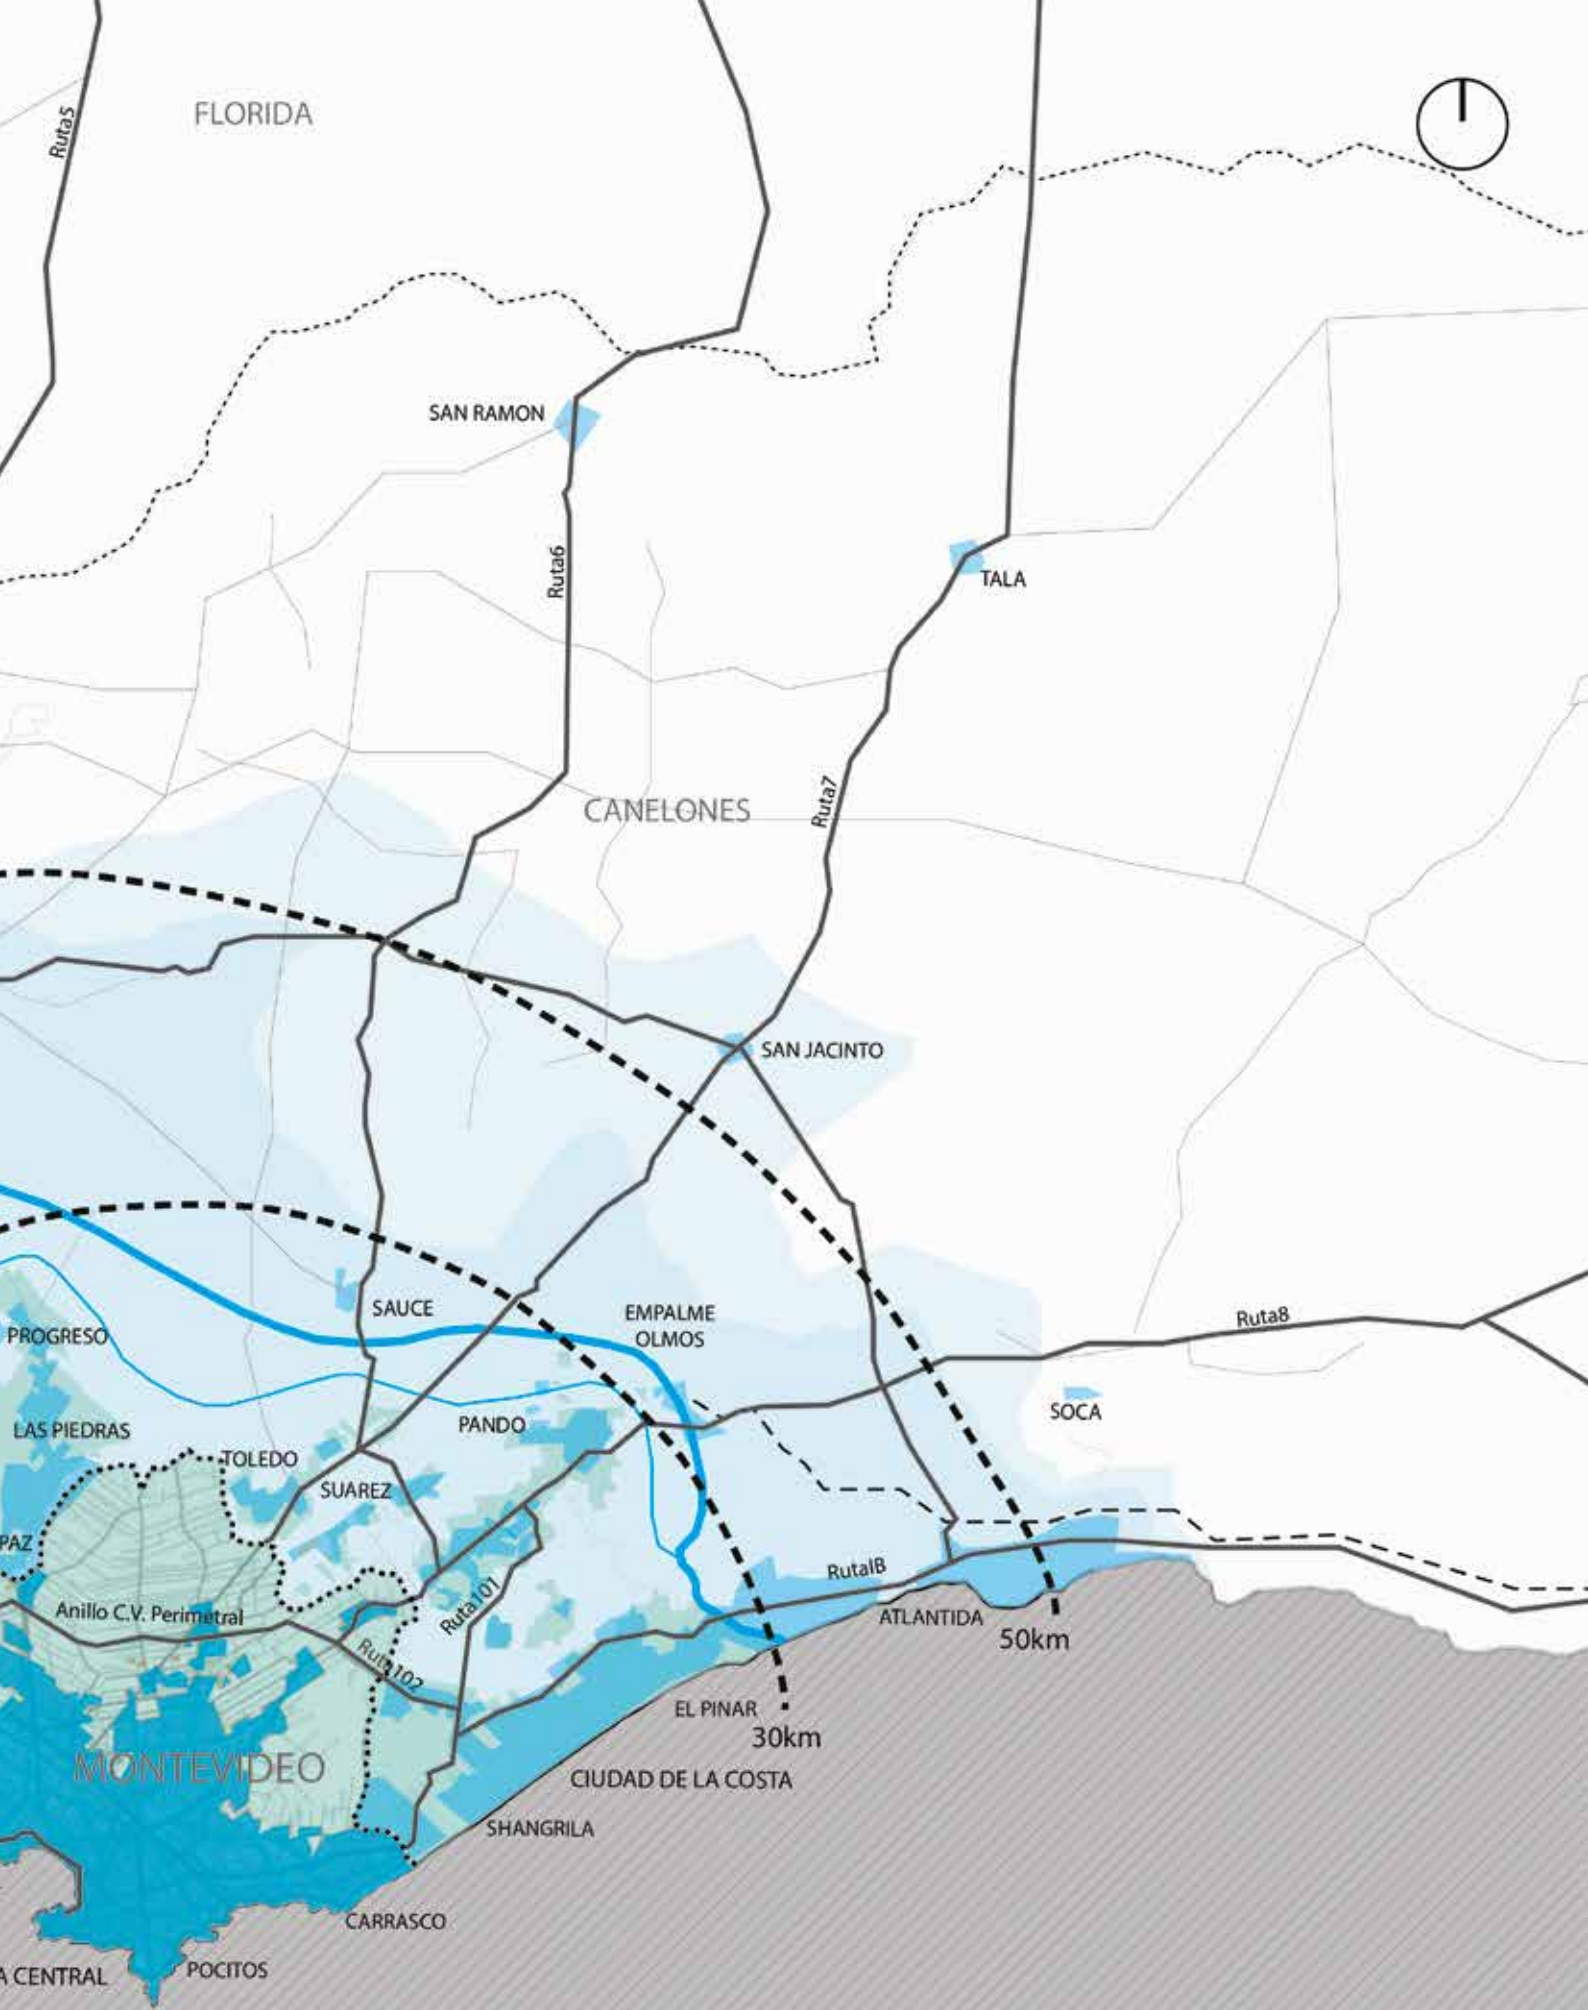 FLORIDA
Ruta5
SAN RAMON
Ruta6
TALA
CANELONES
Ruta7
SAN JACINTO
SAUCE
EMPALME
OLMOS
Ruta8
PROGRESO
SOCA
LAS PIEDRAS
PANDO
TOLEDO
SUAREZ
PAZ
RutaIB
Anillo C.V. Perimetral
Ruta101
ATLANTIDA
50km
Ruta102
EL PINAR
30km
MONTEVIDEO
CIUDAD DE LA COSTA
SHANGRILA
CARRASCO
POCITOS
A CENTRAL